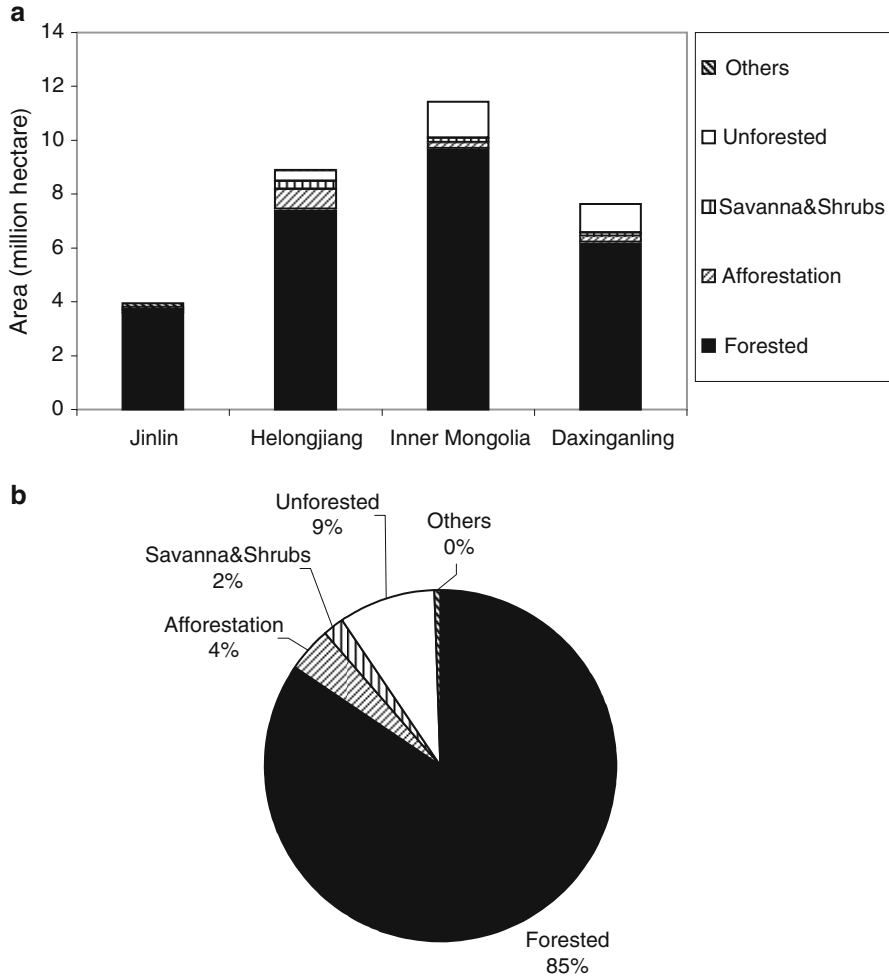 a
Area (million hectare)
14
12
10
8
6
4
2
0
Jinlin
Helongjiang
Inner Mongolia
Daxinganling
Others
Unforested
Savanna&Shrubs
Afforestation
Forested
b
Unforested
9%
Others
0%
Savanna&Shrubs
2%
Afforestation
4%
Forested
85%